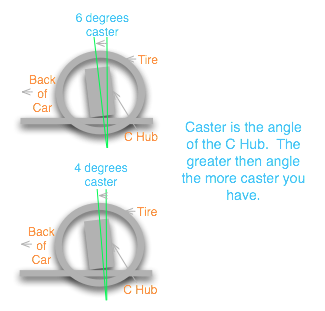 6 degrees
caster
Tire
Back
of
Car
C Hub
4 degrees
caster
Tire
Back
of
Car
C Hub
Caster is the angle
of the C Hub. The
greater then angle
the more caster you
have.